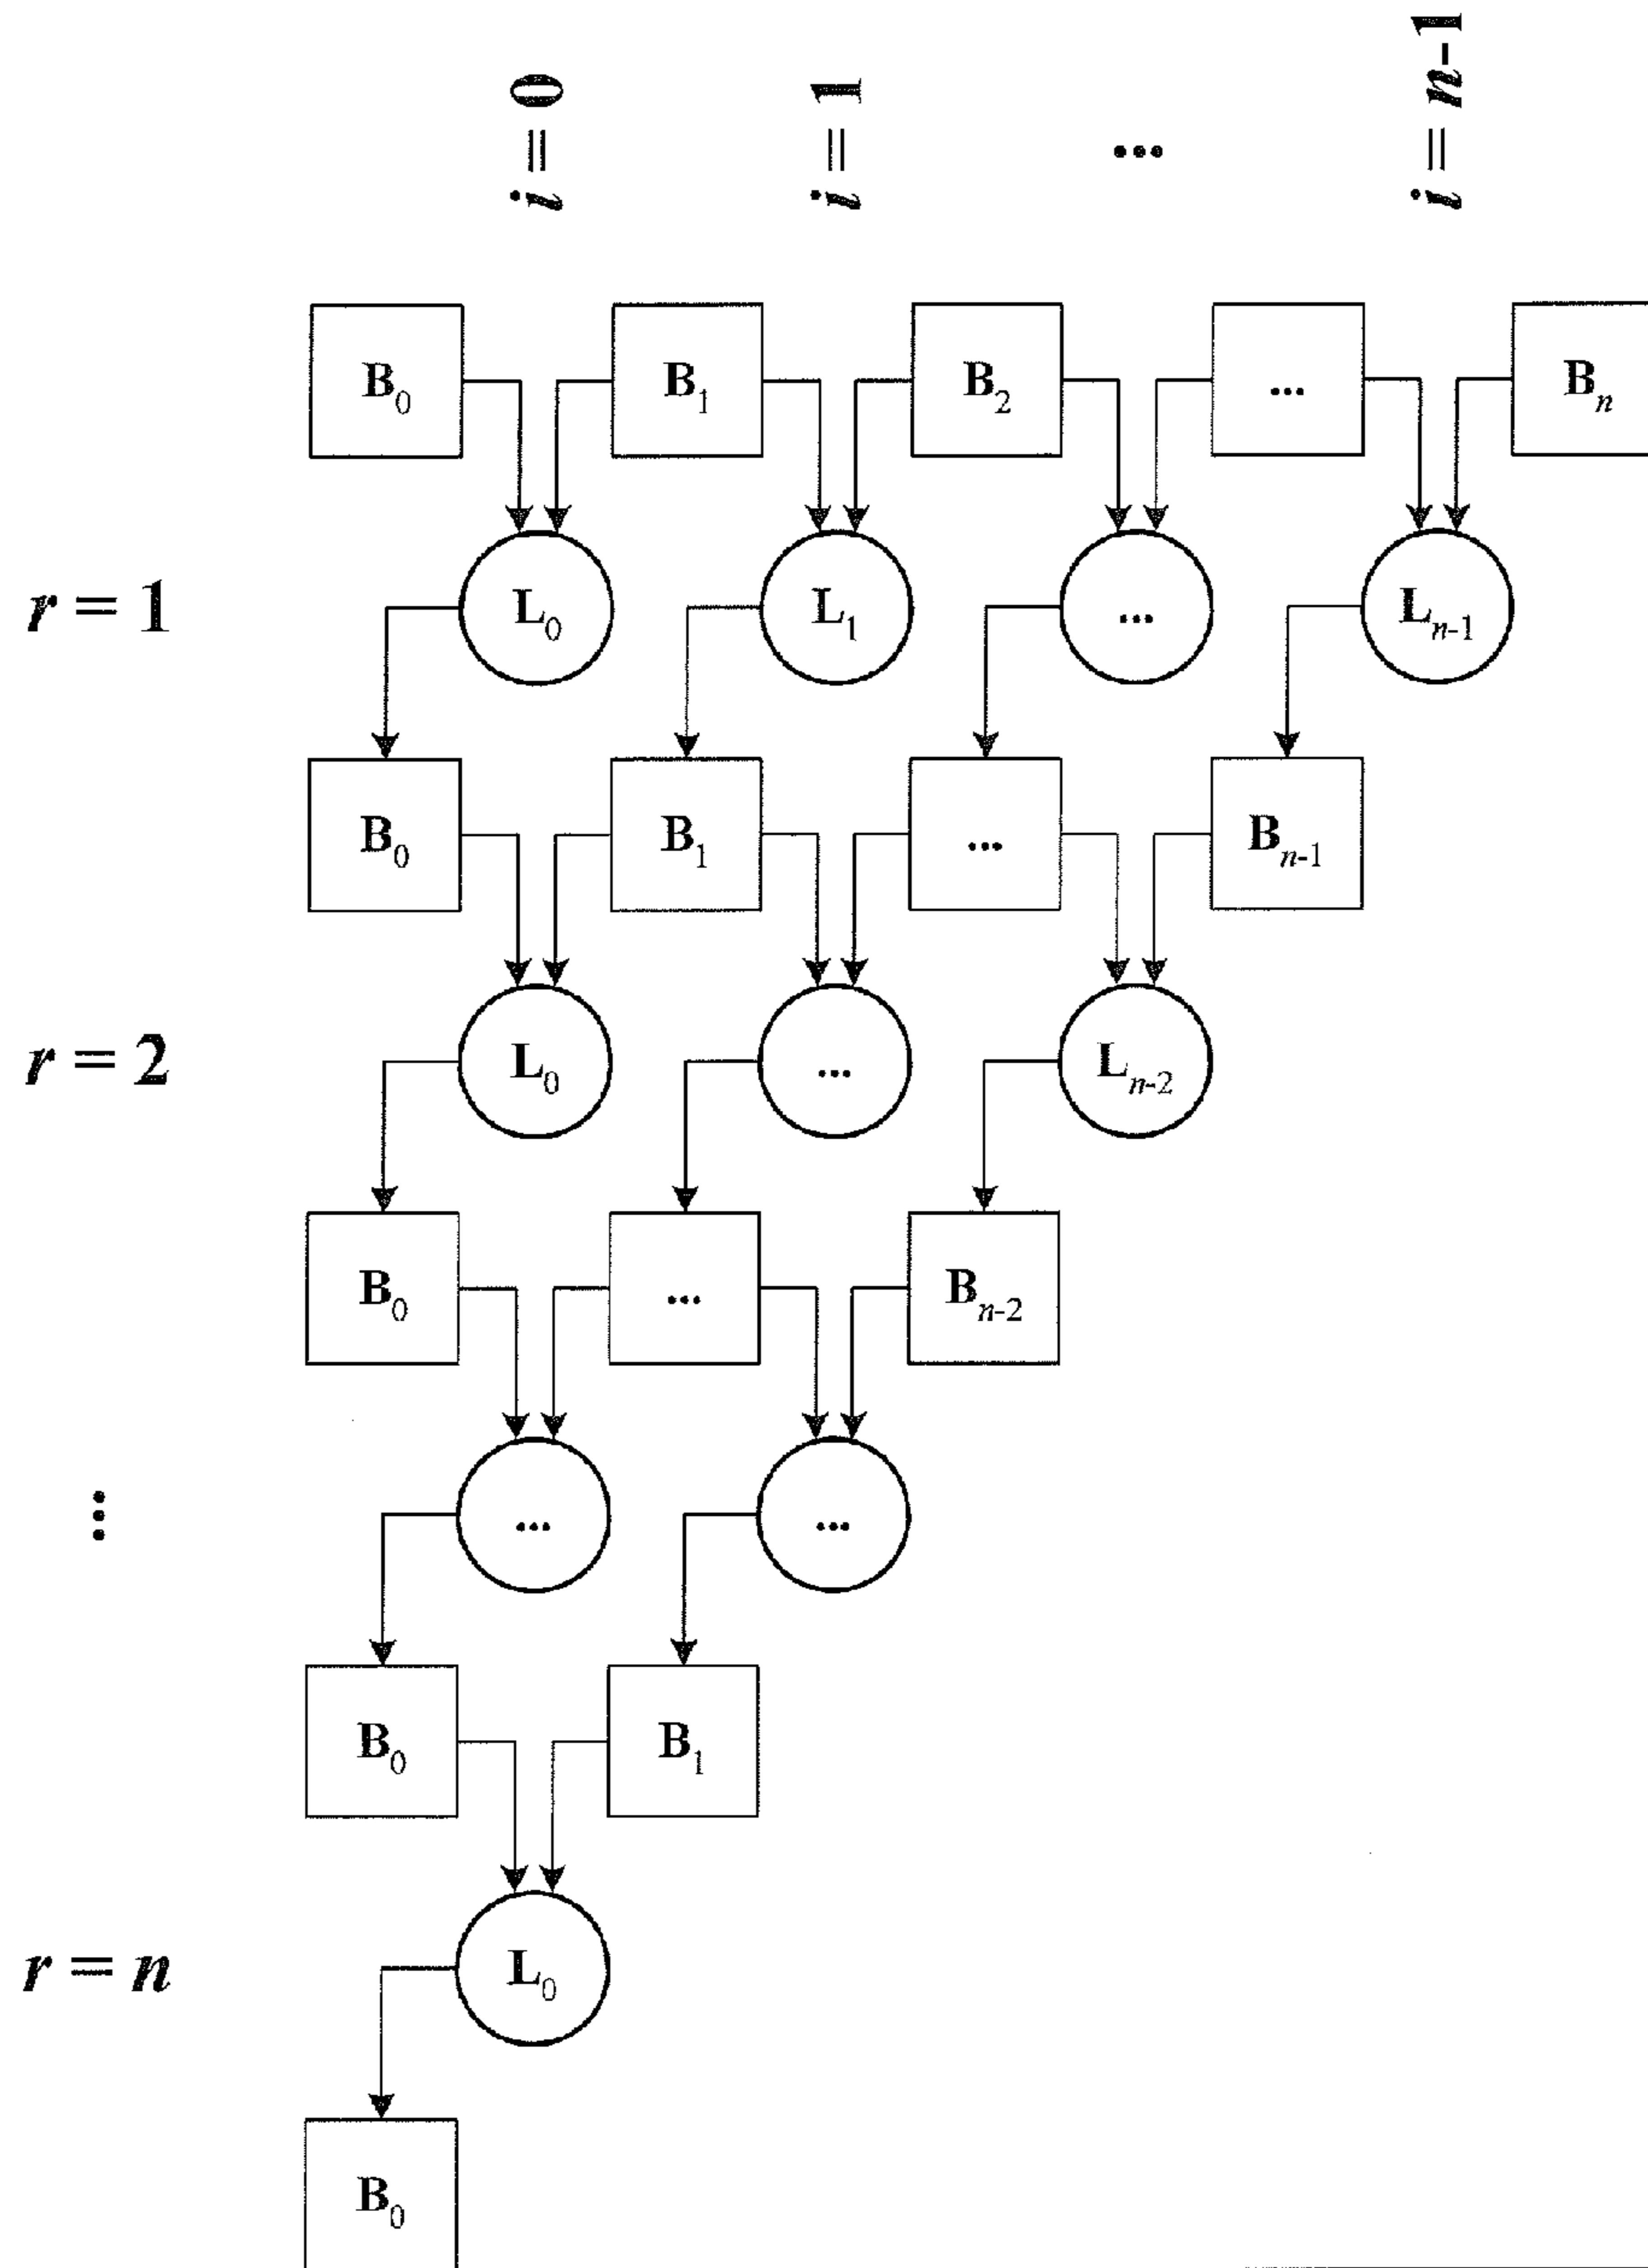 i = 0 i = 1 ... i = n-1
B0 B1 B2 ... Bn
r = 1 L0 L1 ... Ln-1
B0 B1 ... Bn-1
r = 2 L0 ... Ln-2
B0 ... Bn-2
... ... ...
B0 B1
r = n L0
B0